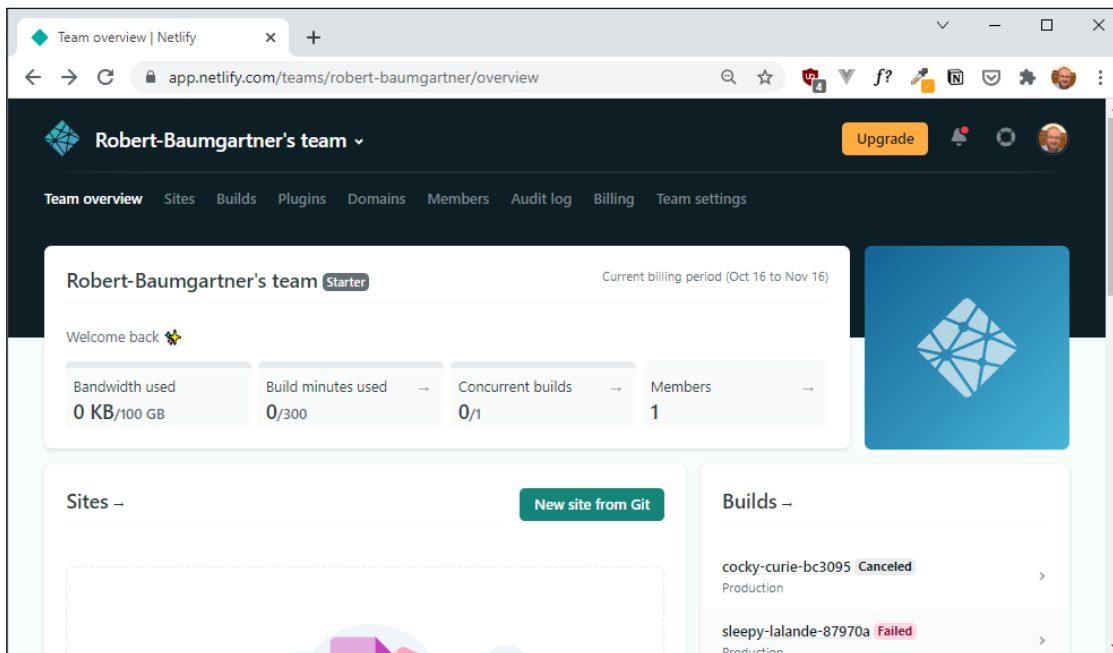 Team overview | Netlify
app.netlify.com/teams/robert-baumgartner/overview
4
f?
Robert-Baumgartner's team
Upgrade
Team overview Sites Builds Plugins Domains Members Audit log Billing Team settings
Robert-Baumgartner's team Starter
Current billing period (Oct 16 to Nov 16)
Welcome back
Bandwidth used
0 KB/100 GB
Build minutes used →
0/300
Concurrent builds →
0/1
Members →
1
Sites →
New site from Git
Builds →
cocky-curie-bc3095 Canceled
Production
sleepy-lalande-87970a Failed
Production